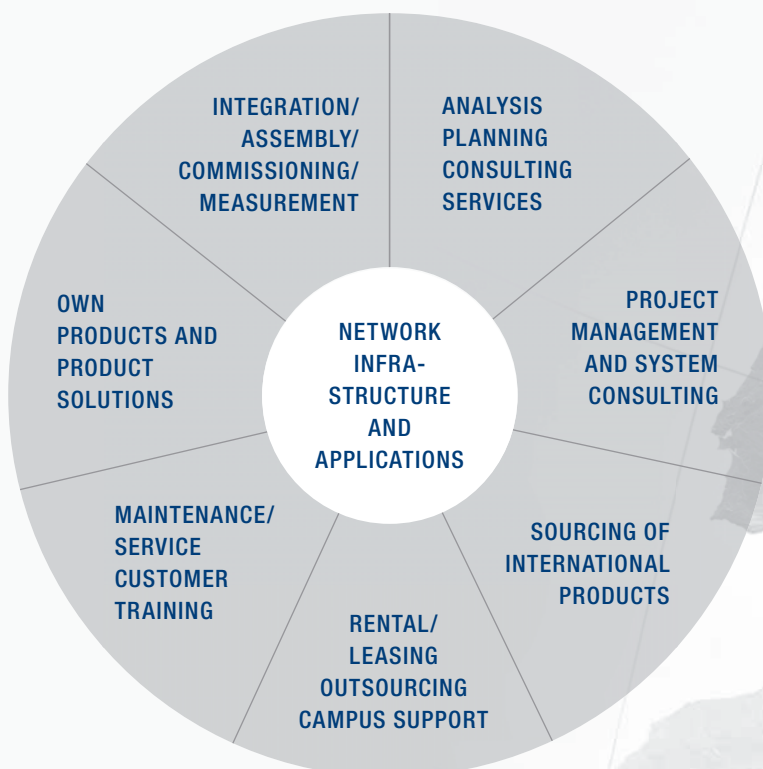 INTEGRATION/
ASSEMBLY/
COMMISSIONING/
MEASUREMENT
ANALYSIS
PLANNING
CONSULTING
SERVICES
OWN
PRODUCTS AND
PRODUCT
SOLUTIONS
NETWORK
INFRA-
STRUCTURE
AND
APPLICATIONS
PROJECT
MANAGEMENT
AND SYSTEM
CONSULTING
MAINTENANCE/
SERVICE
CUSTOMER
TRAINING
RENTAL/
LEASING
OUTSOURCING
CAMPUS SUPPORT
SOURCING OF
INTERNATIONAL
PRODUCTS